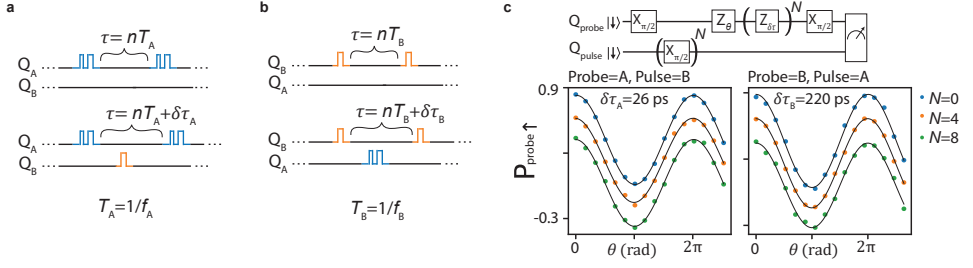 a
τ = nT_A
Q_A
Q_B
τ = nT_A+δτ_A
Q_A
Q_B
T_A=1/f_A
b
τ = nT_B
Q_B
Q_A
τ = nT_B+δτ_B
Q_B
Q_A
T_B=1/f_B
c
Q_probe |↓⟩ X_π/2 Z_θ (Z_δτ)^N X_π/2
Q_pulse |↓⟩ (X_π/2)^N
Probe=A, Pulse=B
Probe=B, Pulse=A
0.9
δτ_A=26 ps
δτ_B=220 ps
N=0
N=4
N=8
P_probe↑
-0.3
0 θ (rad) 2π
0 θ (rad) 2π